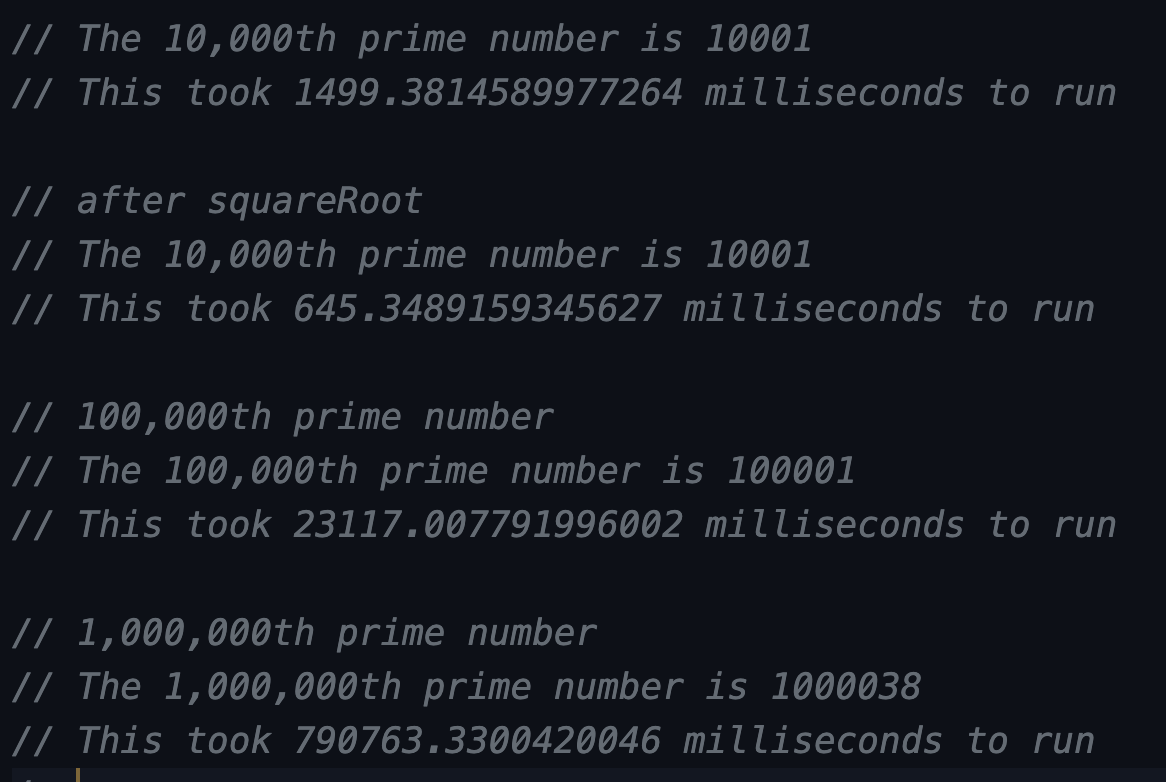 // The 10,000th prime number is 10001
// This took 1499.3814589977264 milliseconds to run
// after squareRoot
// The 10,000th prime number is 10001
// This took 645.3489159345627 milliseconds to run
// 100,000th prime number
// The 100,000th prime number is 100001
// This took 23117.007791996002 milliseconds to run
// 1,000,000th prime number
// The 1,000,000th prime number is 1000038
// This took 790763.3300420046 milliseconds to run